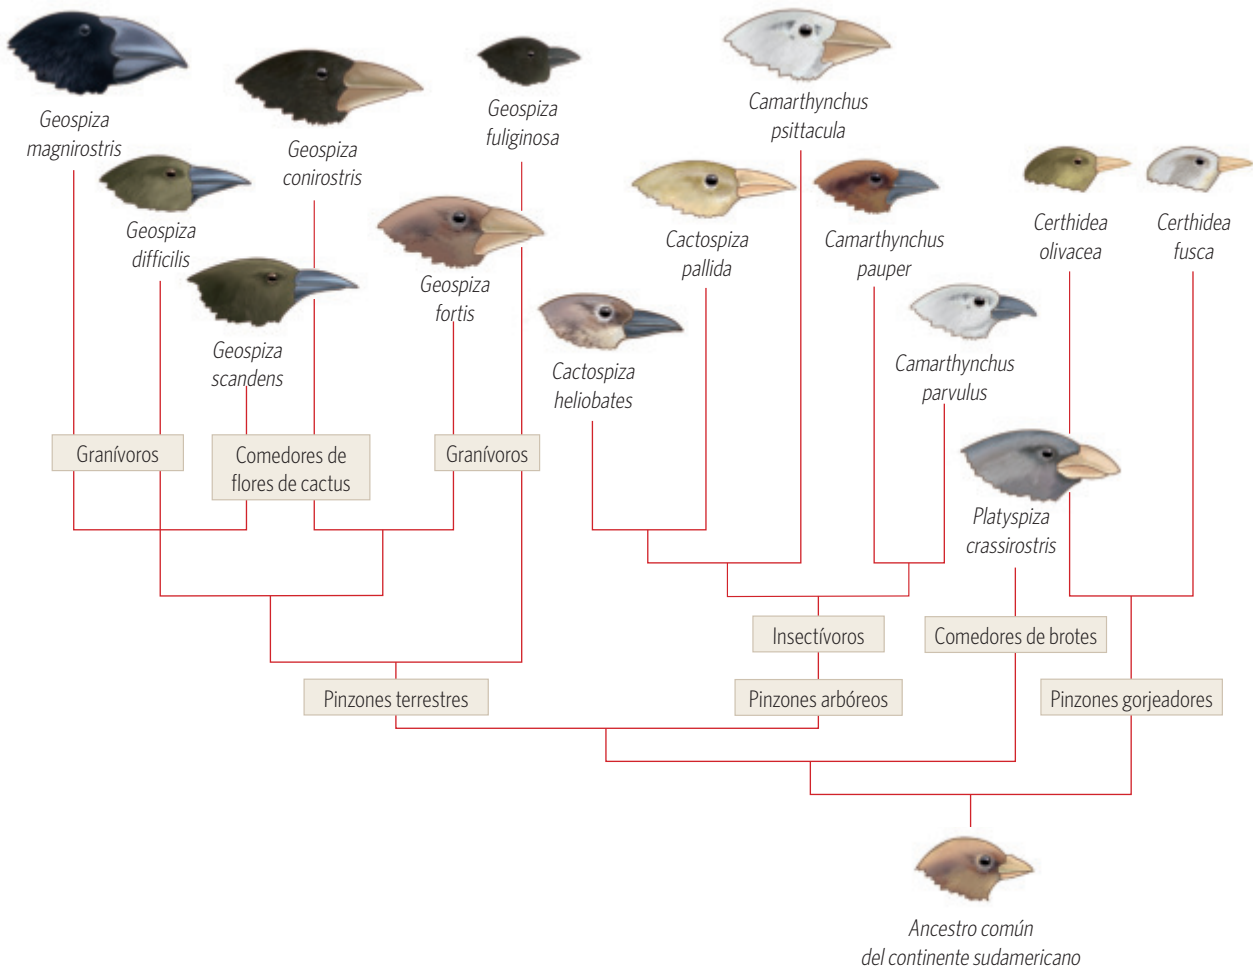 Geospiza
magnirostris
Geospiza
conirostris
Geospiza
fuliginosa
Camarthynchus
psittacula
Geospiza
difficilis
Geospiza
fortis
Cactospiza
pallida
Camarthynchus
pauper
Certhidea
olivacea
Certhidea
fusca
Geospiza
scandens
Cactospiza
heliobates
Camarthynchus
parvulus
Granívoros
Comedores de
flores de cactus
Granívoros
Platyspiza
crassirostris
Insectívoros
Comedores de brotes
Pinzones terrestres
Pinzones arbóreos
Pinzones gorjeadores
Ancestro común
del continente sudamericano